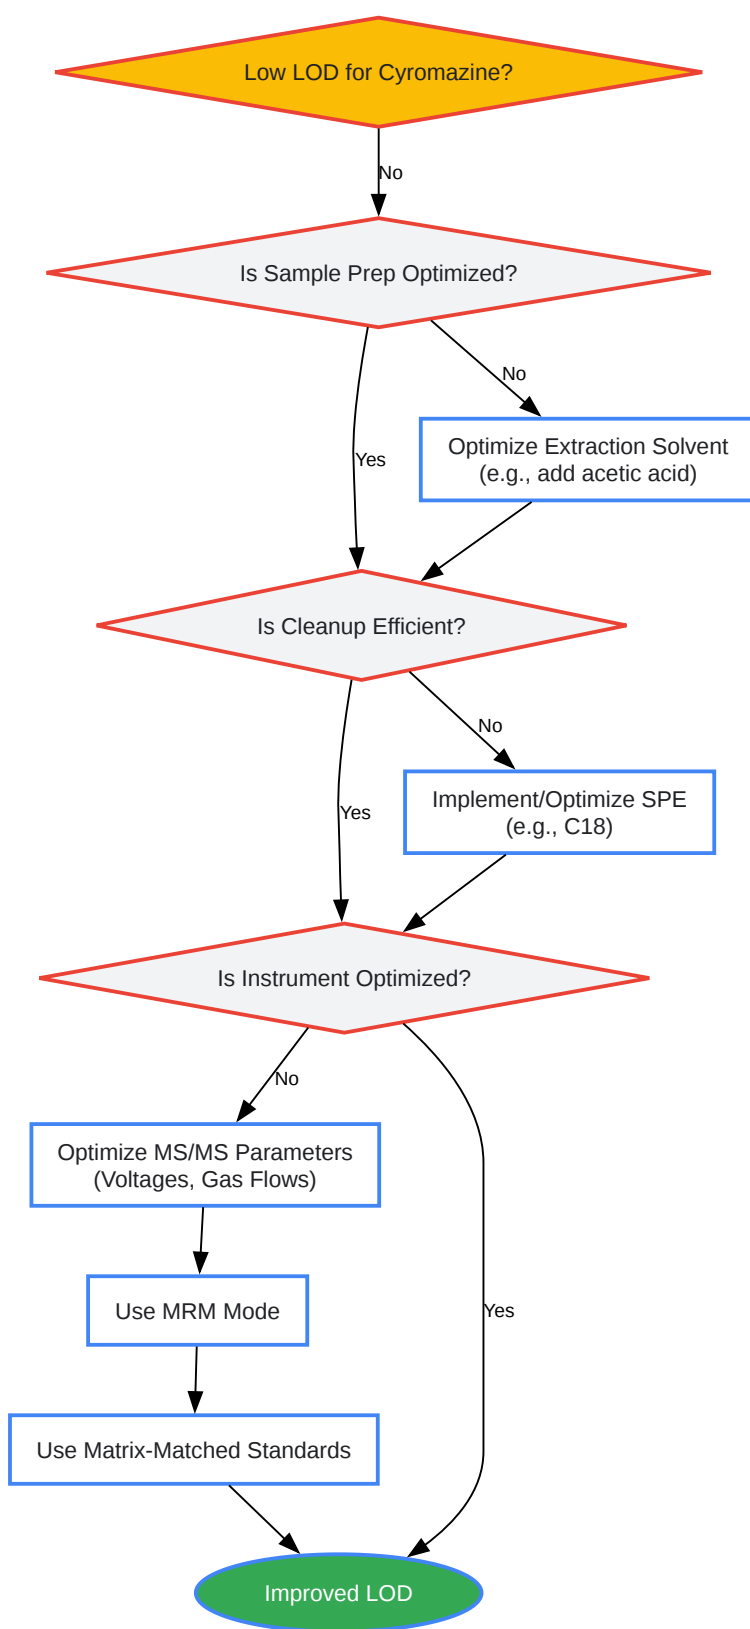 Low LOD for Cyromazine?
No
Is Sample Prep Optimized?
No
Optimize Extraction Solvent
(e.g., add acetic acid)
Yes
Is Cleanup Efficient?
No
Implement/Optimize SPE
(e.g., C18)
Yes
Is Instrument Optimized?
No
Optimize MS/MS Parameters
(Voltages, Gas Flows)
Use MRM Mode
Yes
Use Matrix-Matched Standards
Improved LOD